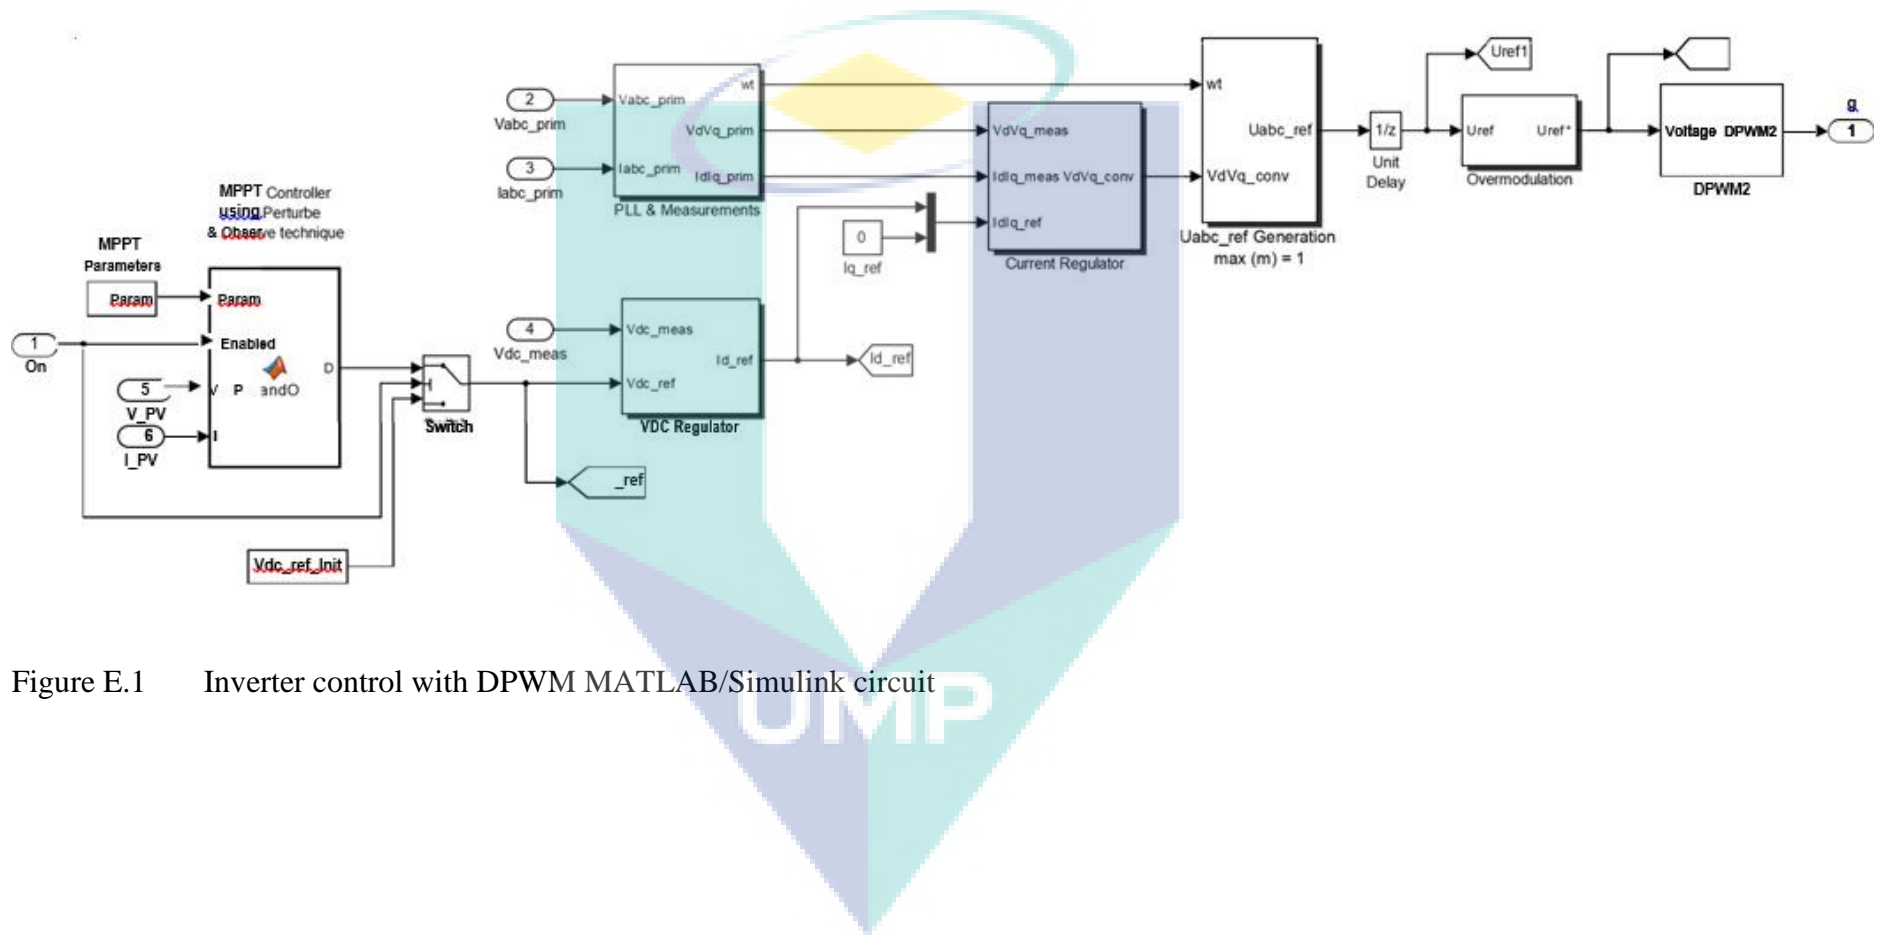 MPPT Controller
using Perturbe
& Observe technique
MPPT
Parameters
Param
Param
1
On
Enabled
5
V_PV
V P andO
D
6
I_PV
I
Switch
Vdc_ref_Init
_ref
2
Vabc_prim
3
Iabc_prim
Vabc_prim
Iabc_prim
wt
VdVq_prim
IdIq_prim
PLL & Measurements
4
Vdc_meas
Vdc_meas
Vdc_ref
Id_ref
VDC Regulator
Id_ref
0
Iq_ref
VdVq_meas
IdIq_meas VdVq_conv
IdIq_ref
Current Regulator
wt
Uabc_ref
VdVq_conv
Uabc_ref Generation
max (m) = 1
1/z
Unit
Delay
Uref1
Uref Uref*
Overmodulation
Voltage DPWM2
DPWM2
g
1
Figure E.1 Inverter control with DPWM MATLAB/Simulink circuit
UMP